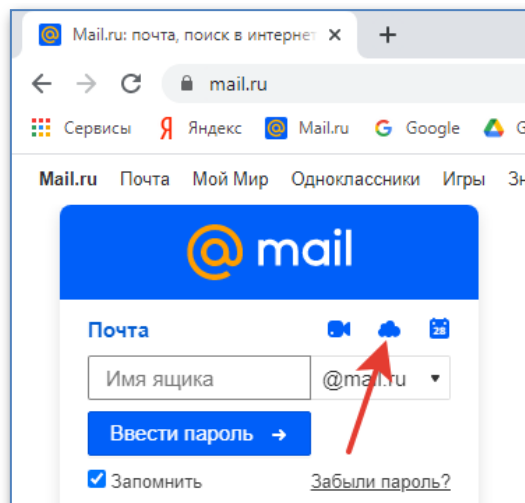 Mail.ru: почта, поиск в интернет
mail.ru
Сервисы Яндекс Mail.ru Google G
Mail.ru Почта Мой Мир Одноклассники Игры Зн
@ mail
Почта 28
Имя ящика @mail.ru
Ввести пароль →
Запомнить Забыли пароль?